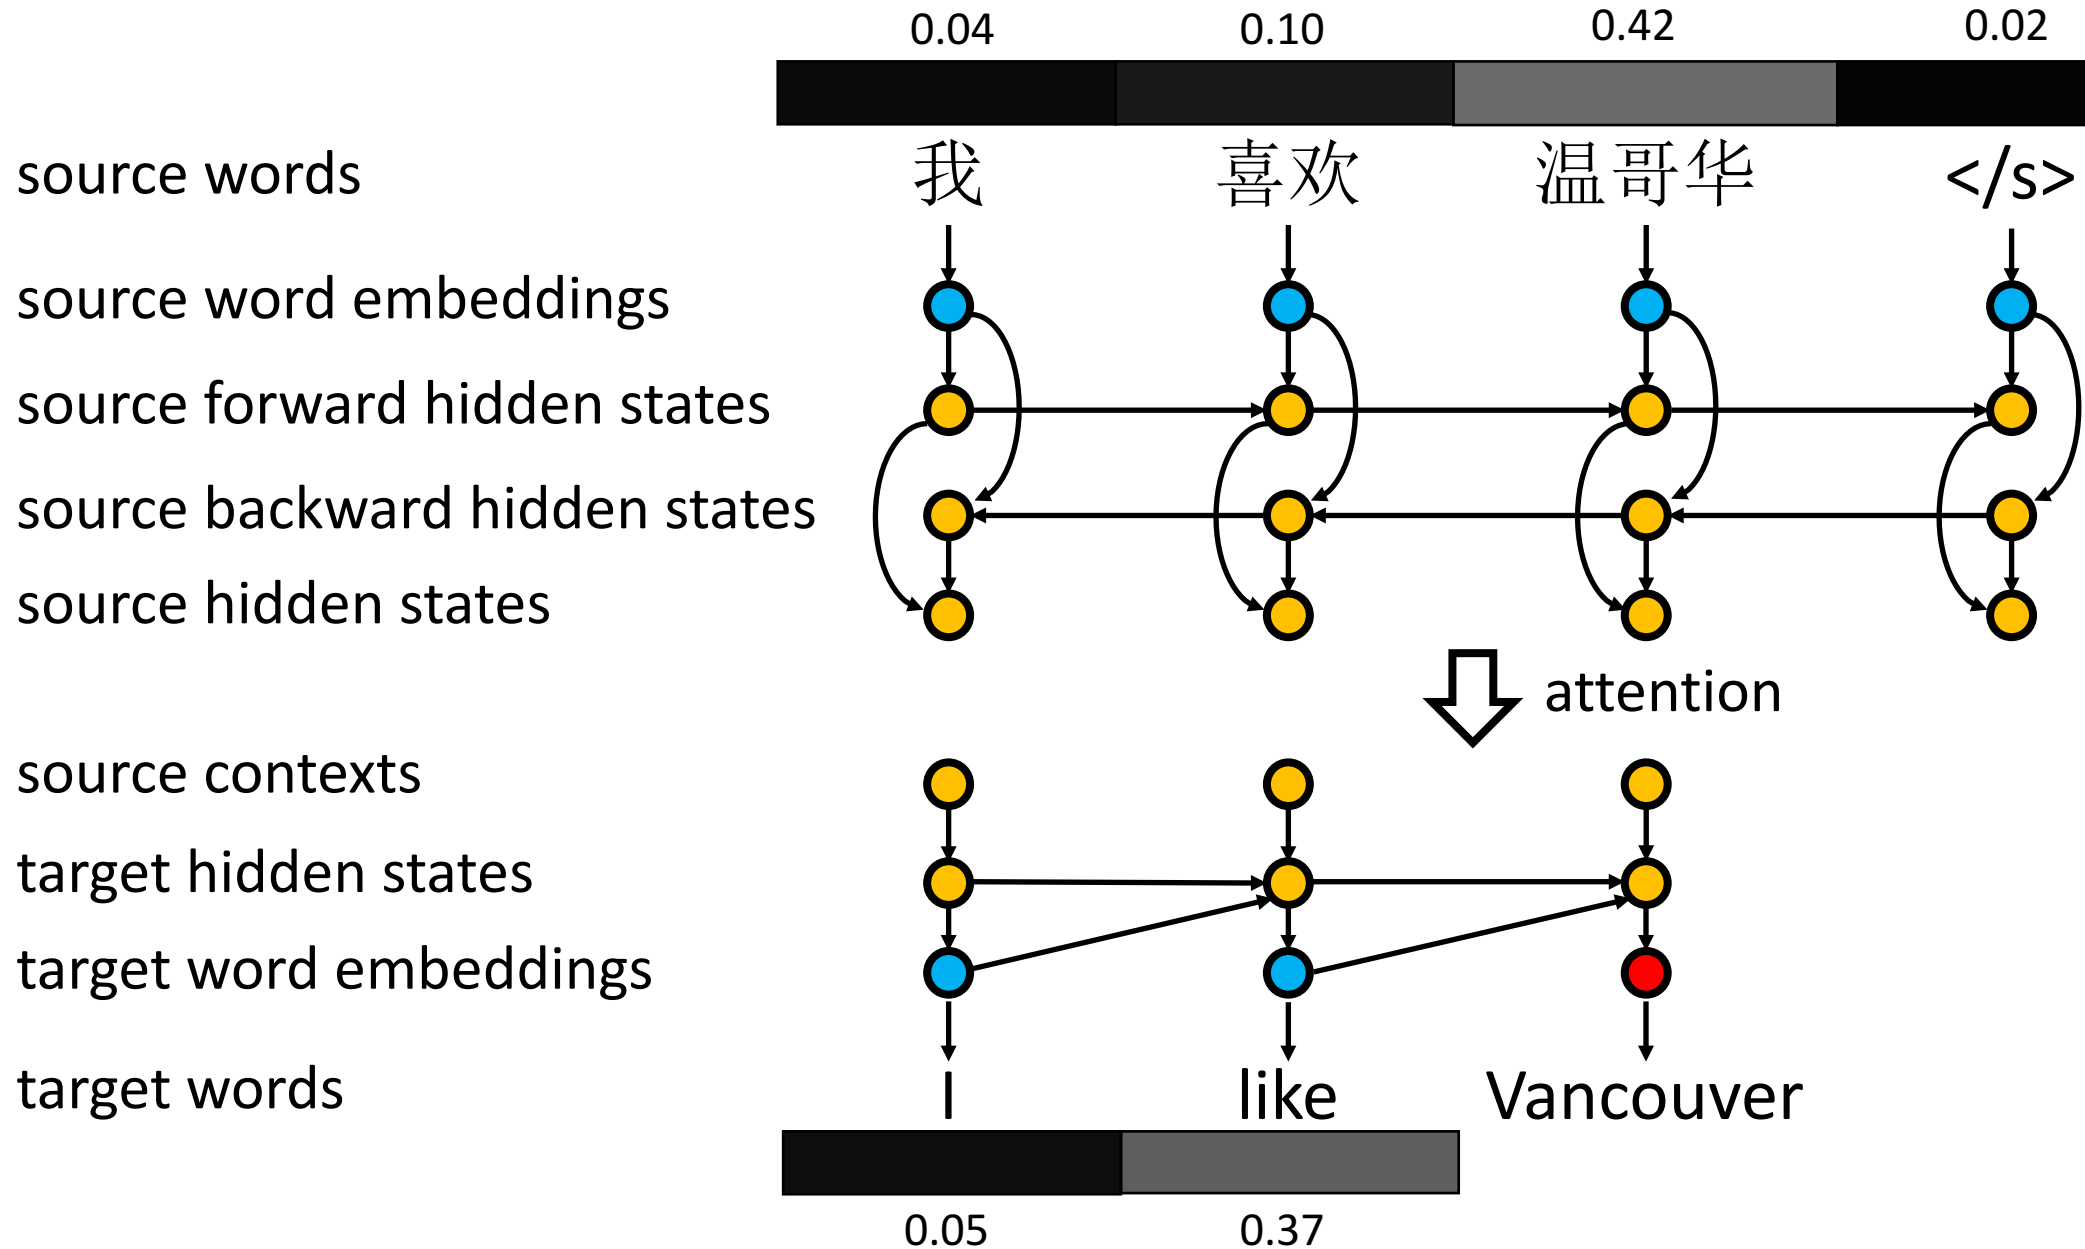 0.04 0.10 0.42 0.02
source words 我 喜欢 温哥华 </s>
source word embeddings
source forward hidden states
source backward hidden states
source hidden states
attention
source contexts
target hidden states
target word embeddings
target words I like Vancouver
0.05 0.37